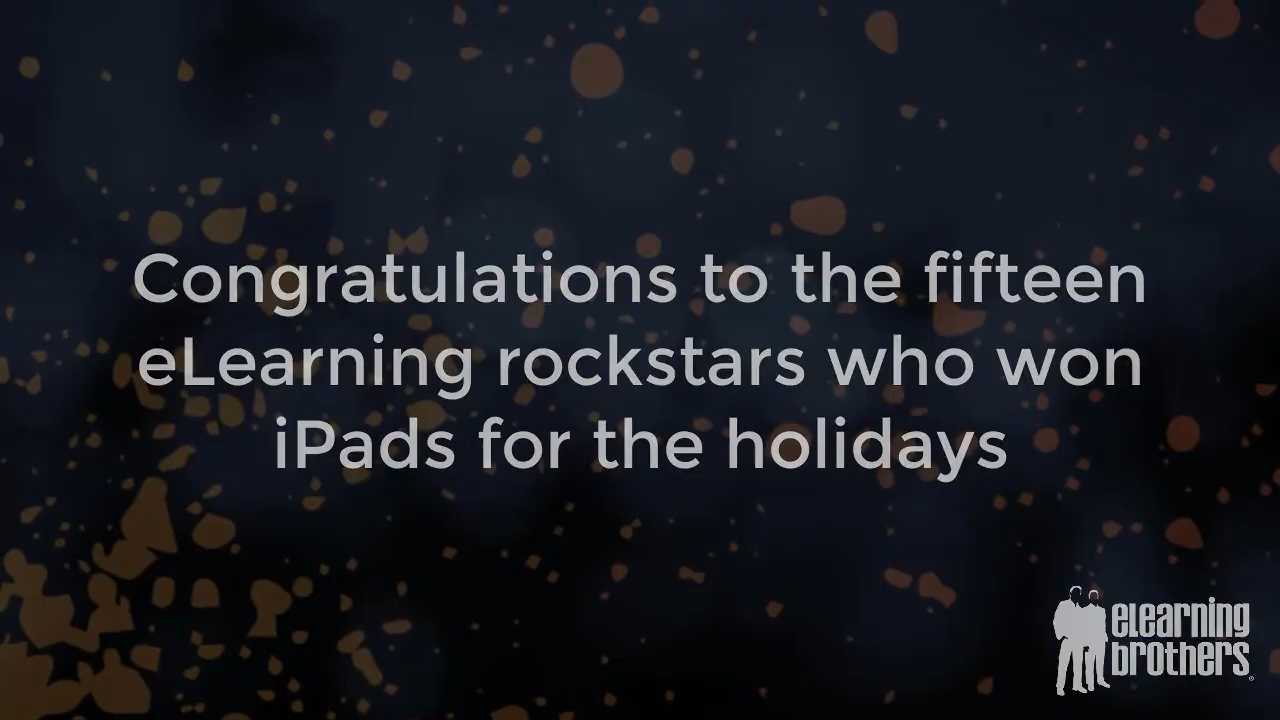 Congratulations to the fifteen
eLearning rockstars who won
iPads for the holidays
eLearning
brothers®